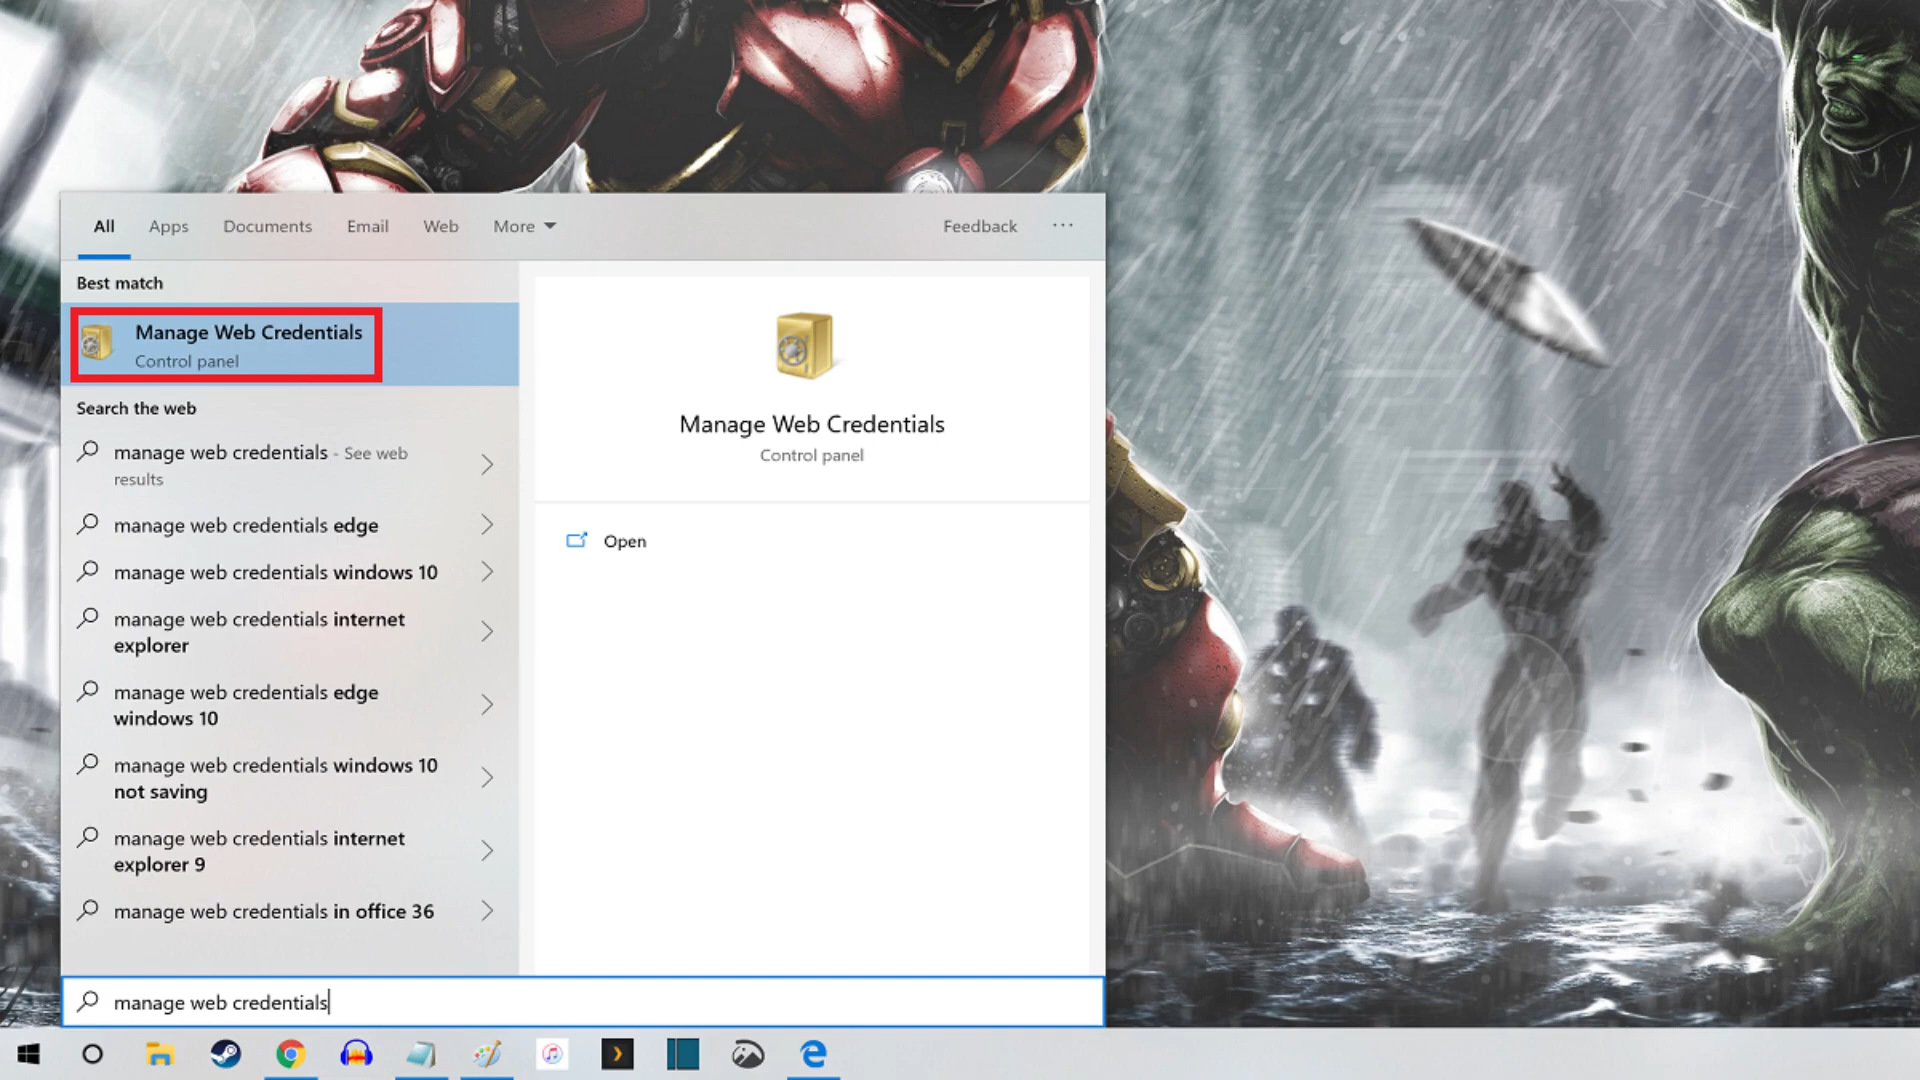 All Apps Documents Email Web More Feedback ...
Best match
Manage Web Credentials
Control panel
Search the web
manage web credentials - See web
results
manage web credentials edge
manage web credentials windows 10
manage web credentials internet
explorer
manage web credentials edge
windows 10
manage web credentials windows 10
not saving
manage web credentials internet
explorer 9
manage web credentials in office 36
Manage Web Credentials
Control panel
Open
manage web credentials